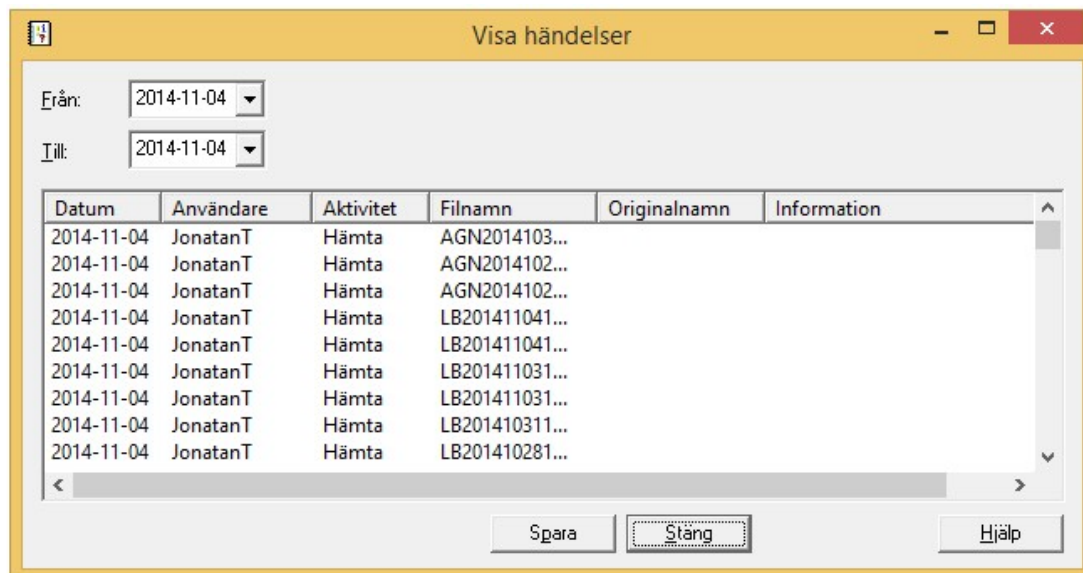 Visa händelser
Från: 2014-11-04
Till: 2014-11-04
Datum Användare Aktivitet Filnamn Originalnamn Information
2014-11-04 JonatanT Hämta AGN2014103...
2014-11-04 JonatanT Hämta AGN2014102...
2014-11-04 JonatanT Hämta AGN2014102...
2014-11-04 JonatanT Hämta LB201411041...
2014-11-04 JonatanT Hämta LB201411041...
2014-11-04 JonatanT Hämta LB201411031...
2014-11-04 JonatanT Hämta LB201411031...
2014-11-04 JonatanT Hämta LB201410311...
2014-11-04 JonatanT Hämta LB201410281...
Spara Stäng Hjälp